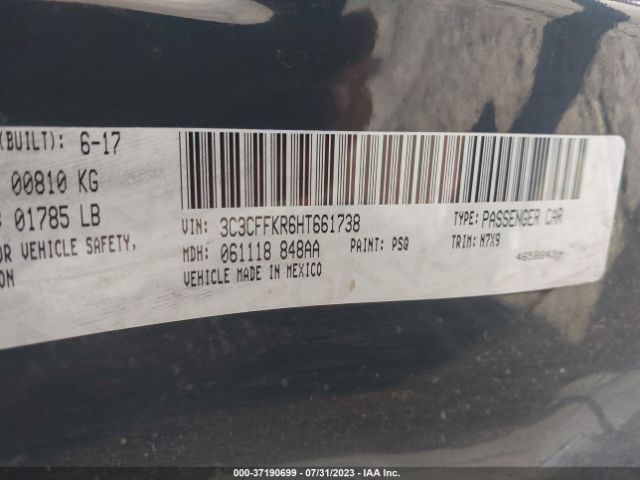 (BUILT): 6-17
00810 KG
01785 LB
OR VEHICLE SAFETY,
ON
VIN: 3C3CFFKR6HT661738
TYPE: PASSENGER CAR
MDH: 061118 848AA
PAINT: PSQ
TRIM: N7X9
VEHICLE MADE IN MEXICO
000-37190699 - 07/31/2023 - IAA Inc.